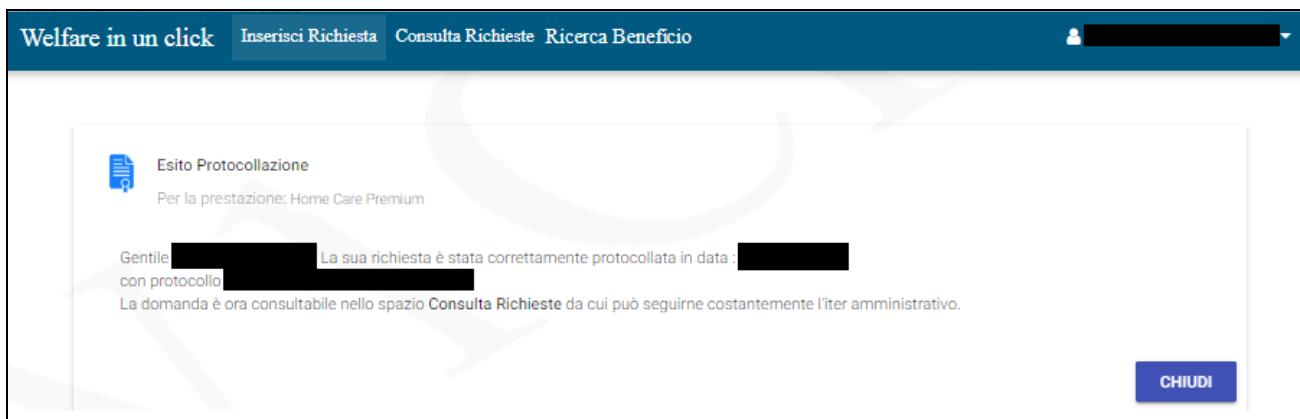 Welfare in un click Inserisci Richiesta Consulta Richieste Ricerca Beneficio
Esito Protocollazione
Per la prestazione: Home Care Premium
Gentile La sua richiesta è stata correttamente protocollata in data :
con protocollo
La domanda è ora consultabile nello spazio Consulta Richieste da cui può seguirne costantemente l'iter amministrativo.
CHIUDI